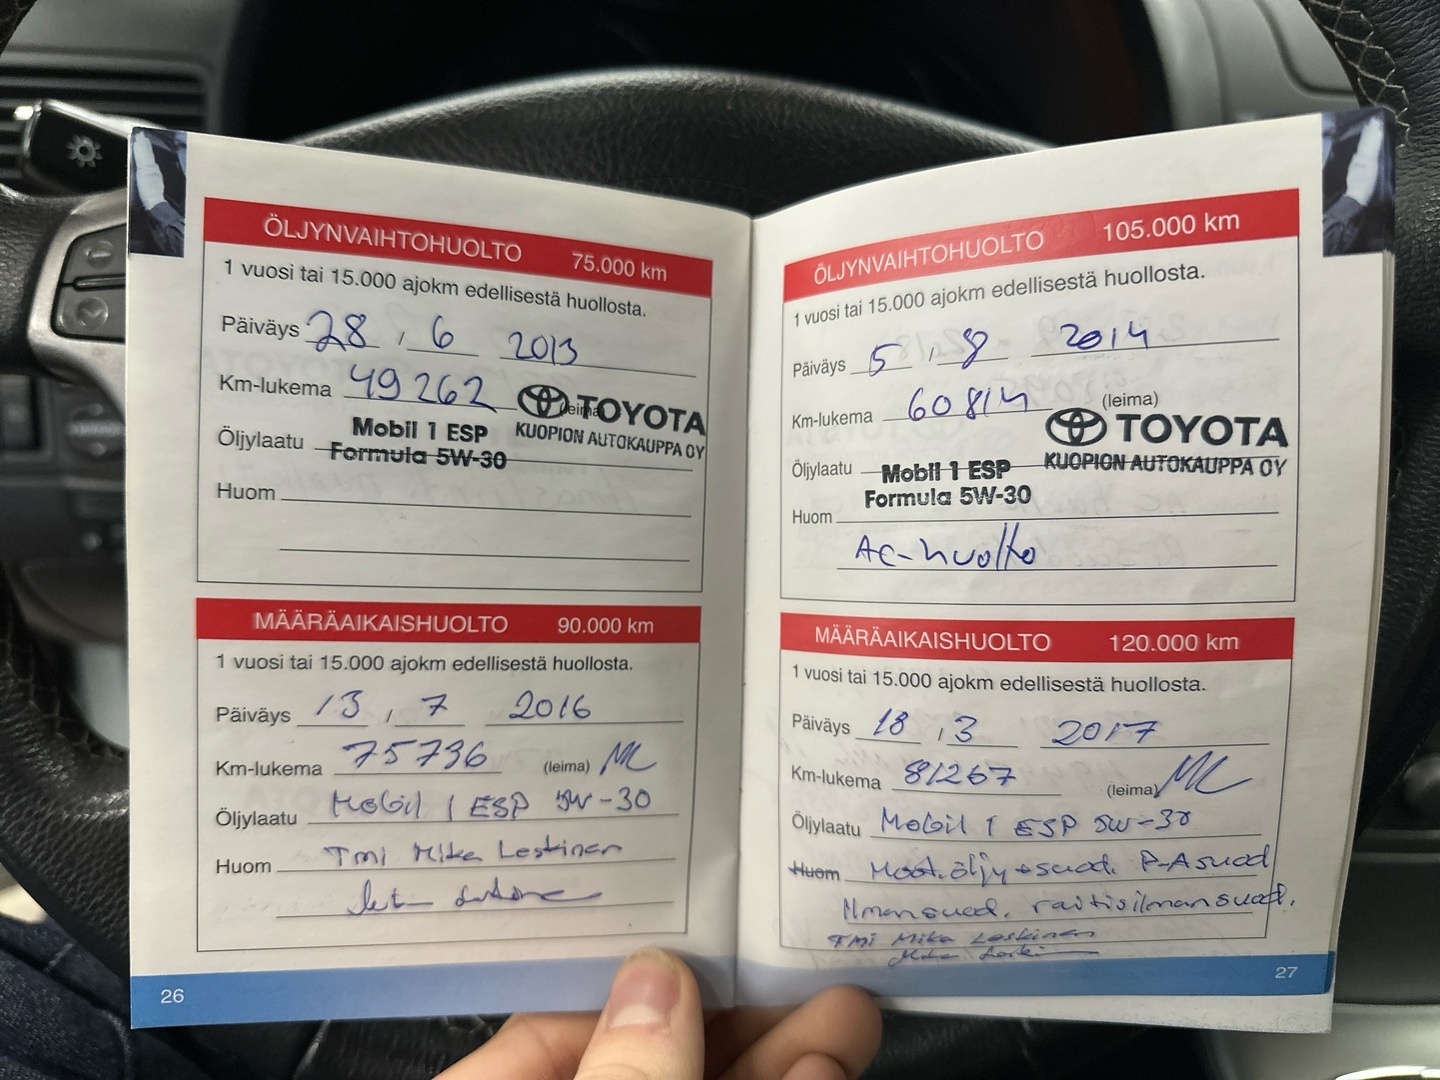 ÖLJYNVAIHTOHUOLTO 75.000 km
1 vuosi tai 15.000 ajokm edellisestä huollosta.
Päiväys 28 , 6 2013
Km-lukema 49262 (leima)
TOYOTA
KUOPION AUTOKAUPPA OY
Öljylaatu Mobil 1 ESP
Formula 5W-30
Huom
MÄÄRÄAIKAISHUOLTO 90.000 km
1 vuosi tai 15.000 ajokm edellisestä huollosta.
Päiväys 13 , 7 2016
Km-lukema 75736 (leima)
Öljylaatu Mobil 1 ESP 5W-30
Huom Tmi Mika Leskinen
26
ÖLJYNVAIHTOHUOLTO 105.000 km
1 vuosi tai 15.000 ajokm edellisestä huollosta.
Päiväys 5 , 8 2014
Km-lukema 60814 (leima)
TOYOTA
KUOPION AUTOKAUPPA OY
Öljylaatu Mobil 1 ESP
Formula 5W-30
Huom
AC-huolto
MÄÄRÄAIKAISHUOLTO 120.000 km
1 vuosi tai 15.000 ajokm edellisestä huollosta.
Päiväys 18 , 3 2017
Km-lukema 81267 (leima)
Öljylaatu Mobil 1 ESP 5W-30
Huom Moot.öljy+suod. P-Asuod
Ilmansuod. raitisilmansuod.
TMi Mika Leskinen
27